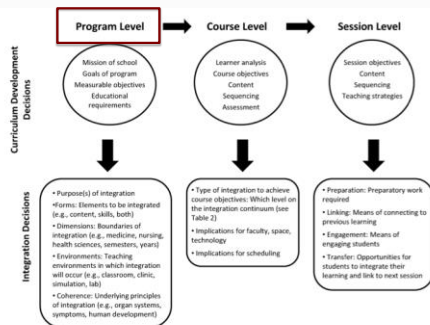 Program Level
Course Level
Session Level
Curriculum Development
Decisions
Mission of school
Goals of program
Measurable objectives
Educational
requirements
Learner analysis
Course objectives
Content
Sequencing
Assessment
Session objectives
Content
Sequencing
Teaching strategies
Integration Decisions
• Purpose(s) of integration
•Forms: Elements to be integrated
(e.g., content, skills, both)
• Dimensions: Boundaries of
integration (e.g., medicine, nursing,
health sciences, semesters, years)
• Environments: Teaching
environments in which integration
will occur (e.g., classroom, clinic,
simulation, lab)
• Coherence: Underlying principles
of integration (e.g., organ systems,
symptoms, human development)
• Type of integration to achieve
course objectives: Which level on
the integration continuum (see
Table 2)
• Implications for faculty, space,
technology
• Implications for scheduling
• Preparation: Preparatory work
required
• Linking: Means of connecting to
previous learning
• Engagement: Means of
engaging students
• Transfer: Opportunities for
students to integrate their
learning and link to next session